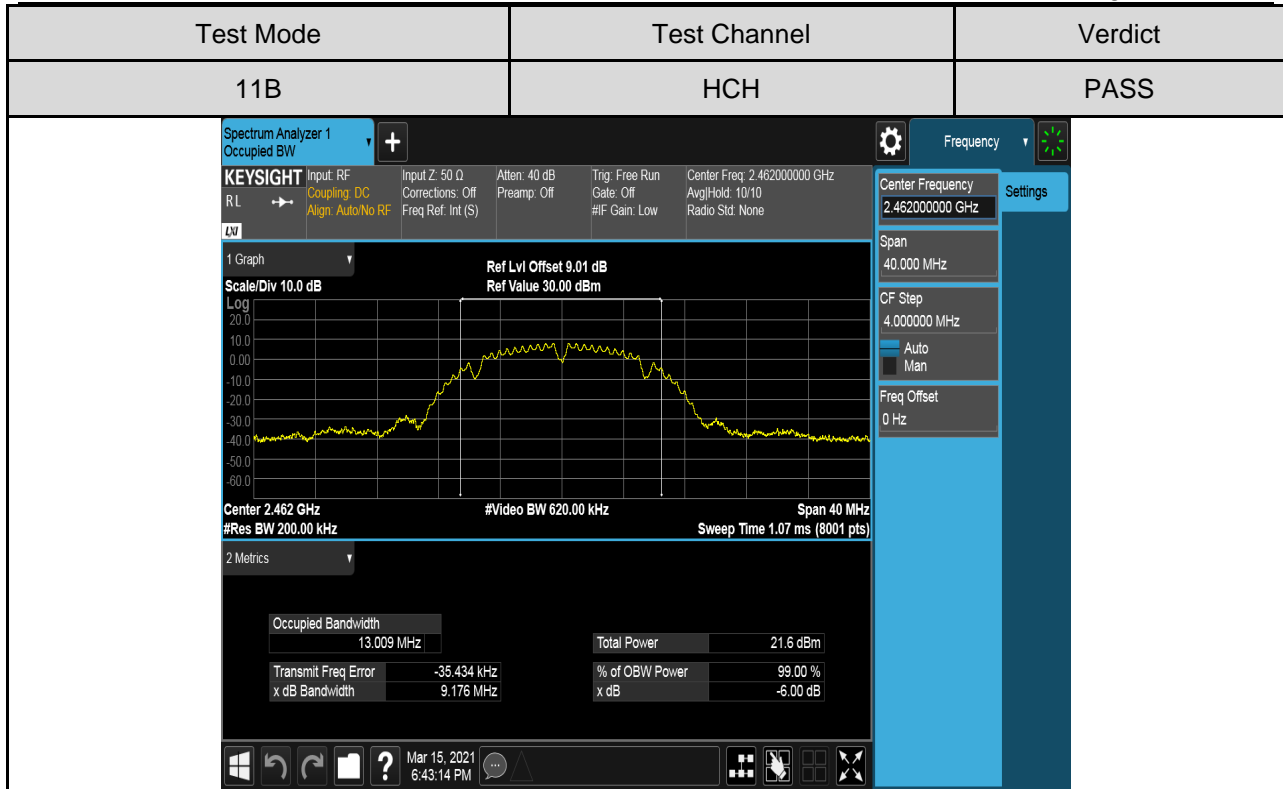 Test Mode Test Channel Verdict
11B HCH PASS
Spectrum Analyzer 1
Occupied BW
+
Frequency
KEYSIGHT
RL
LXI
Input: RF
Coupling: DC
Align: Auto/No RF
Input Z: 50 Ω
Corrections: Off
Freq Ref: Int (S)
Atten: 40 dB
Preamp: Off
Trig: Free Run
Gate: Off
#IF Gain: Low
Center Freq: 2.462000000 GHz
Avg|Hold: 10/10
Radio Std: None
Center Frequency
2.462000000 GHz
Settings
Span
40.000 MHz
CF Step
4.000000 MHz
Auto
Man
Freq Offset
0 Hz
1 Graph
Scale/Div 10.0 dB
Ref Lvl Offset 9.01 dB
Ref Value 30.00 dBm
Log
20.0
10.0
0.00
-10.0
-20.0
-30.0
-40.0
-50.0
-60.0
Center 2.462 GHz
#Res BW 200.00 kHz
#Video BW 620.00 kHz
Span 40 MHz
Sweep Time 1.07 ms (8001 pts)
2 Metrics
Occupied Bandwidth
13.009 MHz
Total Power 21.6 dBm
Transmit Freq Error -35.434 kHz
% of OBW Power 99.00 %
x dB Bandwidth 9.176 MHz
x dB -6.00 dB
?
Mar 15, 2021
6:43:14 PM